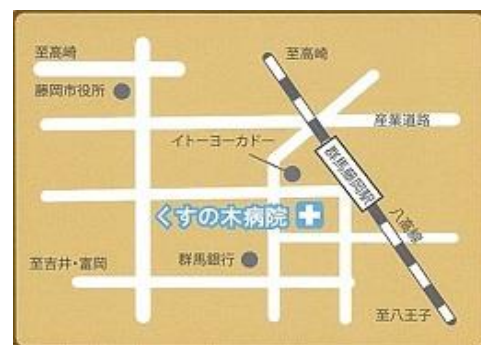 至高崎
至高崎
藤岡市役所
産業道路
イトーヨーカドー
群馬藤岡駅
くすの木病院
八高線
至吉井・富岡
群馬銀行
至八王子